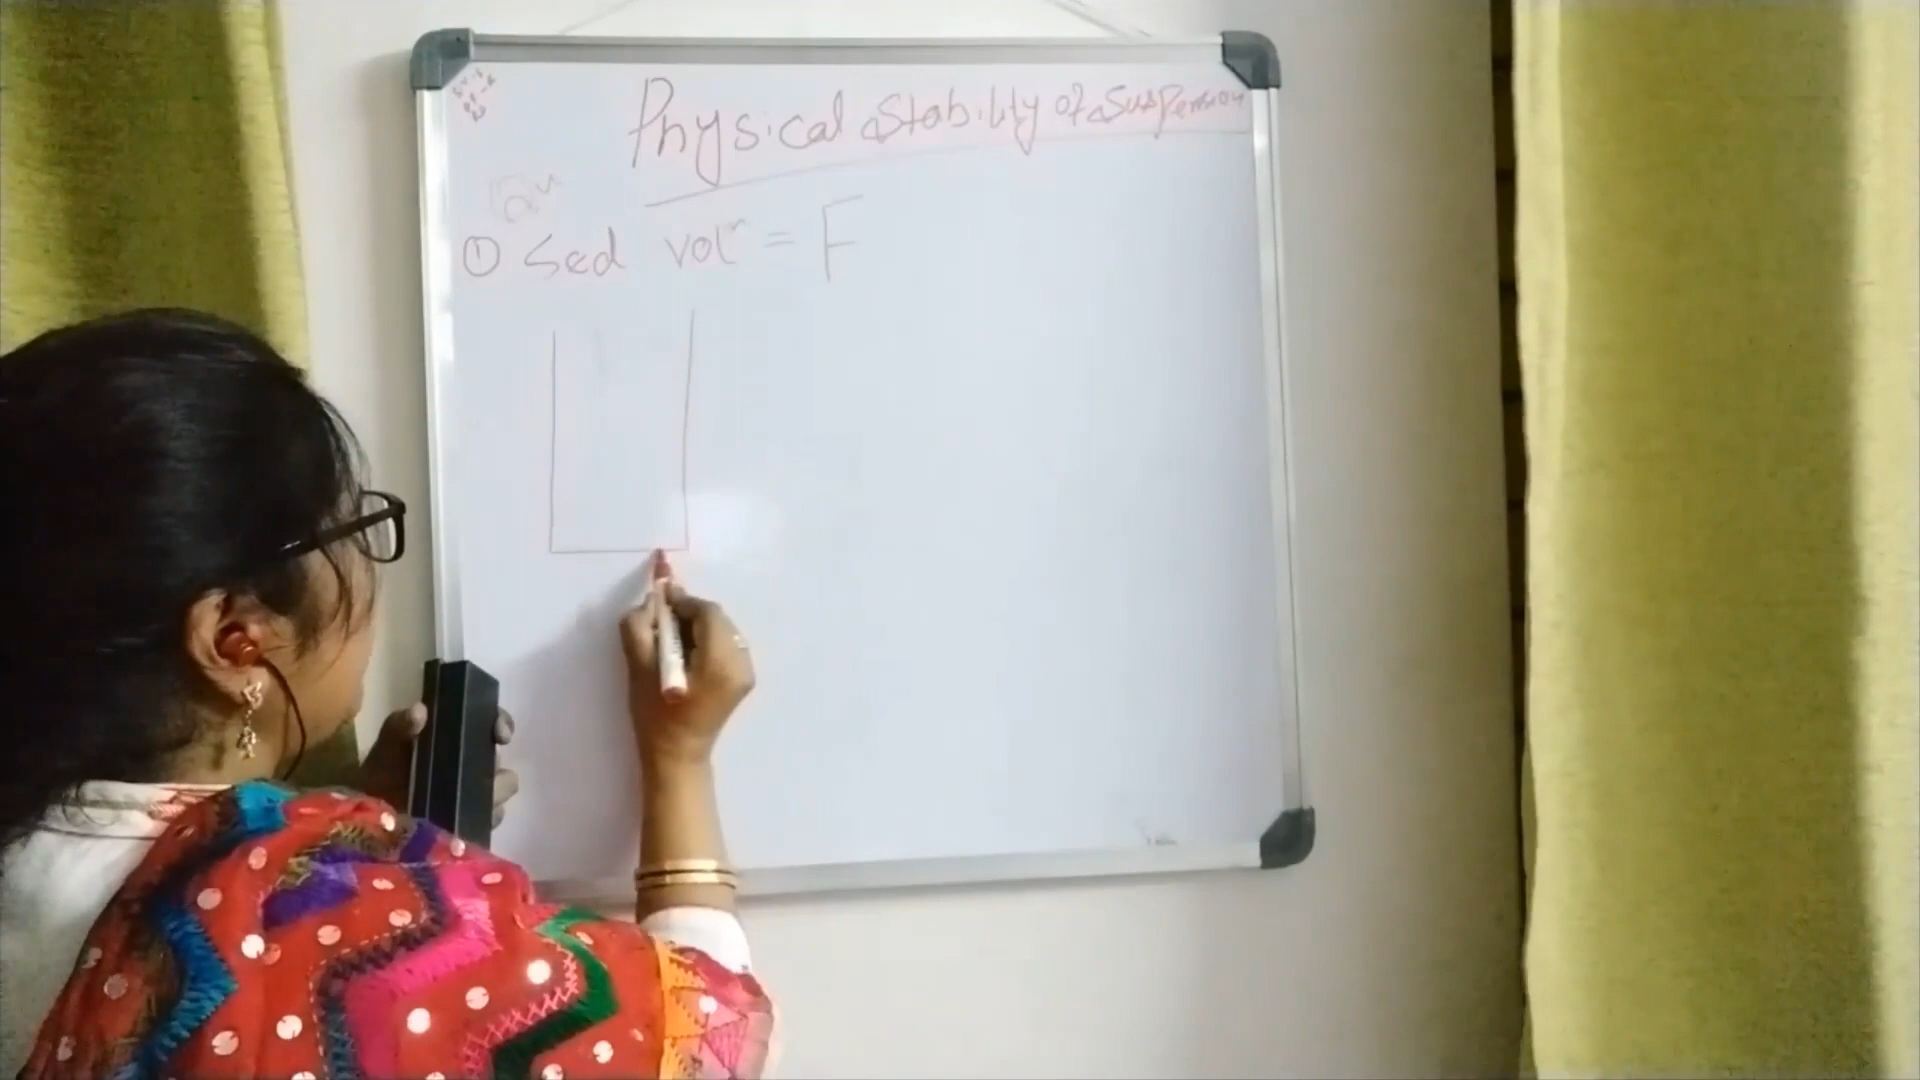 Physical Stability of Suspension
① Sed volⁿ = F